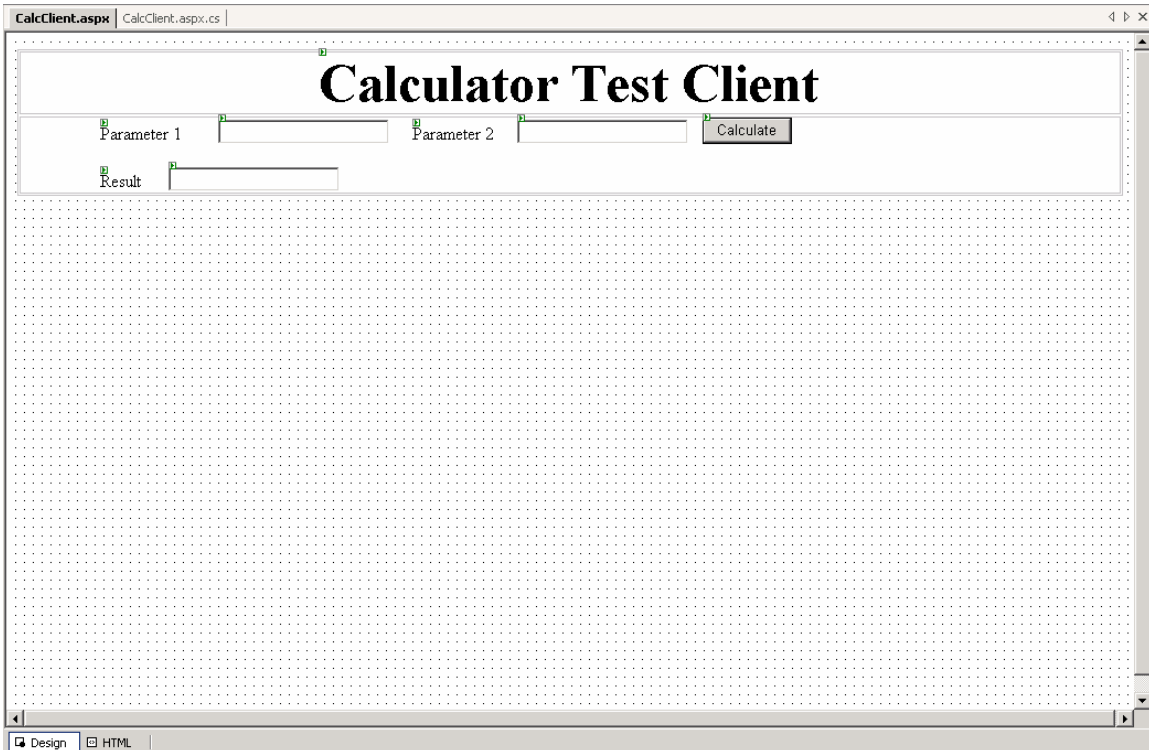 CalcClient.aspx CalcClient.aspx.cs
Calculator Test Client
Parameter 1 Parameter 2 Calculate
Result
Design HTML